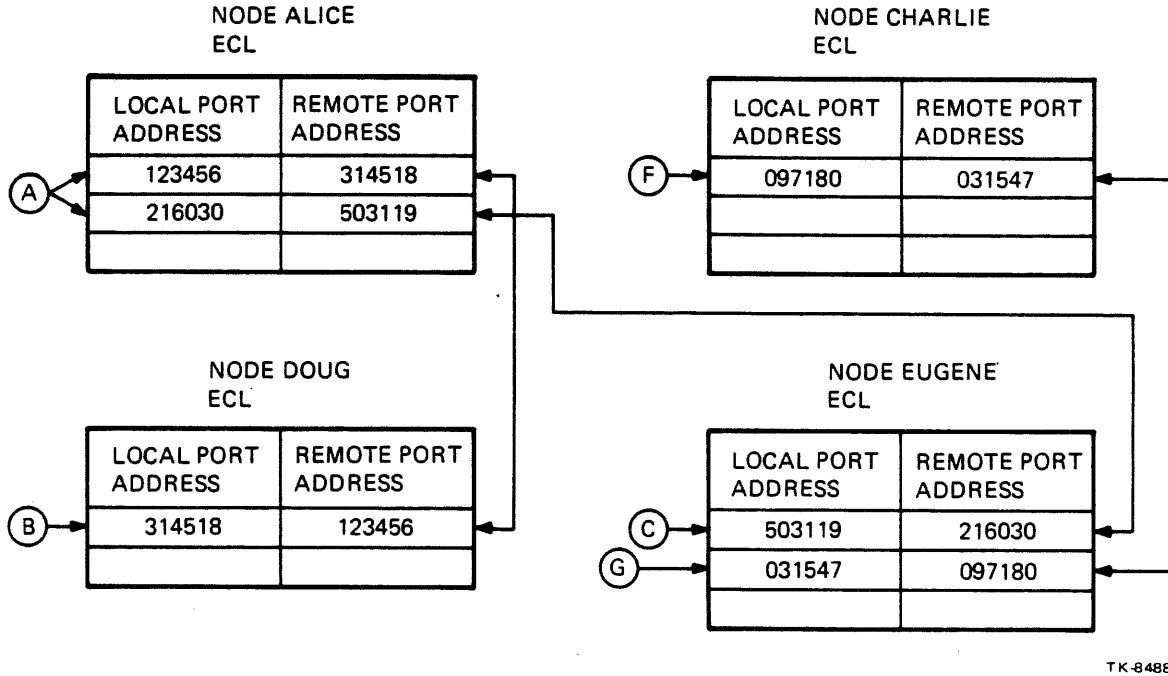 NODE ALICE
ECL
LOCAL PORT ADDRESS
REMOTE PORT ADDRESS
A
123456
314518
216030
503119
NODE CHARLIE
ECL
LOCAL PORT ADDRESS
REMOTE PORT ADDRESS
F
097180
031547
NODE DOUG
ECL
LOCAL PORT ADDRESS
REMOTE PORT ADDRESS
B
314518
123456
NODE EUGENE
ECL
LOCAL PORT ADDRESS
REMOTE PORT ADDRESS
C
503119
216030
G
031547
097180
TK-8488